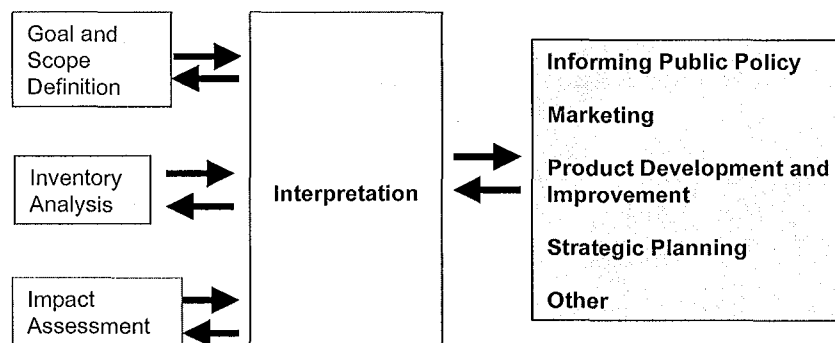 Goal and
Scope
Definition
Inventory
Analysis
Impact
Assessment
Interpretation
Informing Public Policy
Marketing
Product Development and
Improvement
Strategic Planning
Other